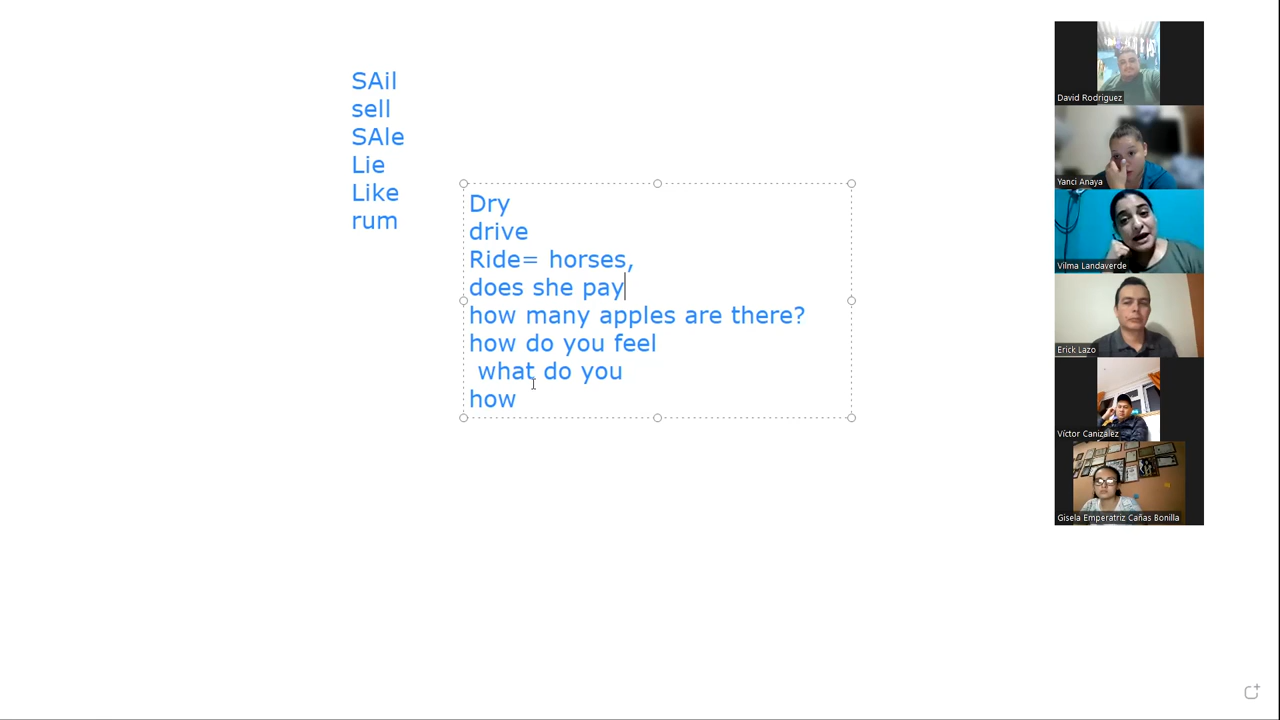 SAil
sell
SAle
Lie
Like
rum
Dry
drive
Ride= horses,
does she pay
how many apples are there?
how do you feel
what do you
how
David Rodriguez
Yanci Anaya
Vilma Landaverde
Erick Lazo
Víctor Canizález
Gisela Emperatriz Cañas Bonilla